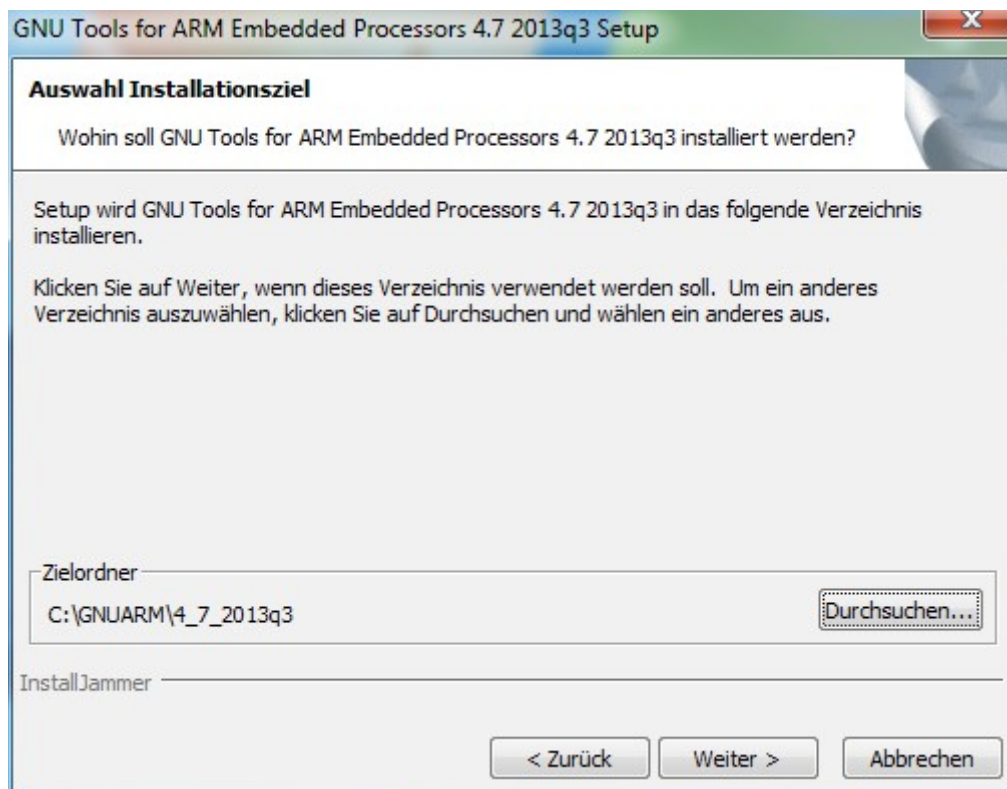 GNU Tools for ARM Embedded Processors 4.7 2013q3 Setup
Auswahl Installationsziel
Wohin soll GNU Tools for ARM Embedded Processors 4.7 2013q3 installiert werden?
Setup wird GNU Tools for ARM Embedded Processors 4.7 2013q3 in das folgende Verzeichnis
installieren.
Klicken Sie auf Weiter, wenn dieses Verzeichnis verwendet werden soll.  Um ein anderes
Verzeichnis auszuwählen, klicken Sie auf Durchsuchen und wählen ein anderes aus.
Zielordner
C:\GNUARM\4_7_2013q3
Durchsuchen...
InstallJammer
< Zurück
Weiter >
Abbrechen